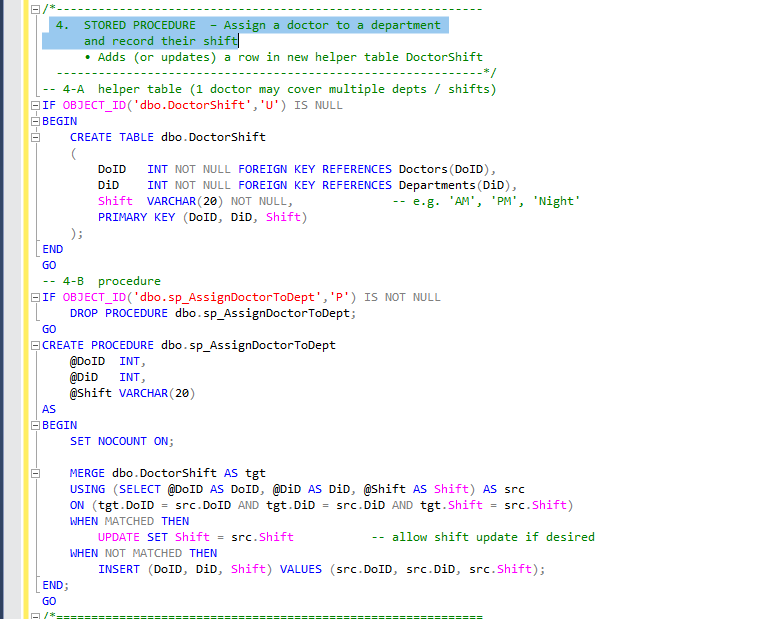 /*-------------------------------------------------------------
4.  STORED PROCEDURE  – Assign a doctor to a department
and record their shift
• Adds (or updates) a row in new helper table DoctorShift
-------------------------------------------------------------*/
-- 4-A  helper table (1 doctor may cover multiple depts / shifts)
IF OBJECT_ID('dbo.DoctorShift','U') IS NULL
BEGIN
CREATE TABLE dbo.DoctorShift
(
DoID   INT NOT NULL FOREIGN KEY REFERENCES Doctors(DoID),
DiD    INT NOT NULL FOREIGN KEY REFERENCES Departments(DiD),
Shift  VARCHAR(20) NOT NULL,              -- e.g. 'AM', 'PM', 'Night'
PRIMARY KEY (DoID, DiD, Shift)
);
END
GO
-- 4-B  procedure
IF OBJECT_ID('dbo.sp_AssignDoctorToDept','P') IS NOT NULL
DROP PROCEDURE dbo.sp_AssignDoctorToDept;
GO
CREATE PROCEDURE dbo.sp_AssignDoctorToDept
@DoID  INT,
@DiD   INT,
@Shift VARCHAR(20)
AS
BEGIN
SET NOCOUNT ON;
MERGE dbo.DoctorShift AS tgt
USING (SELECT @DoID AS DoID, @DiD AS DiD, @Shift AS Shift) AS src
ON (tgt.DoID = src.DoID AND tgt.DiD = src.DiD AND tgt.Shift = src.Shift)
WHEN MATCHED THEN
UPDATE SET Shift = src.Shift           -- allow shift update if desired
WHEN NOT MATCHED THEN
INSERT (DoID, DiD, Shift) VALUES (src.DoID, src.DiD, src.Shift);
END;
GO
/*=============================================================